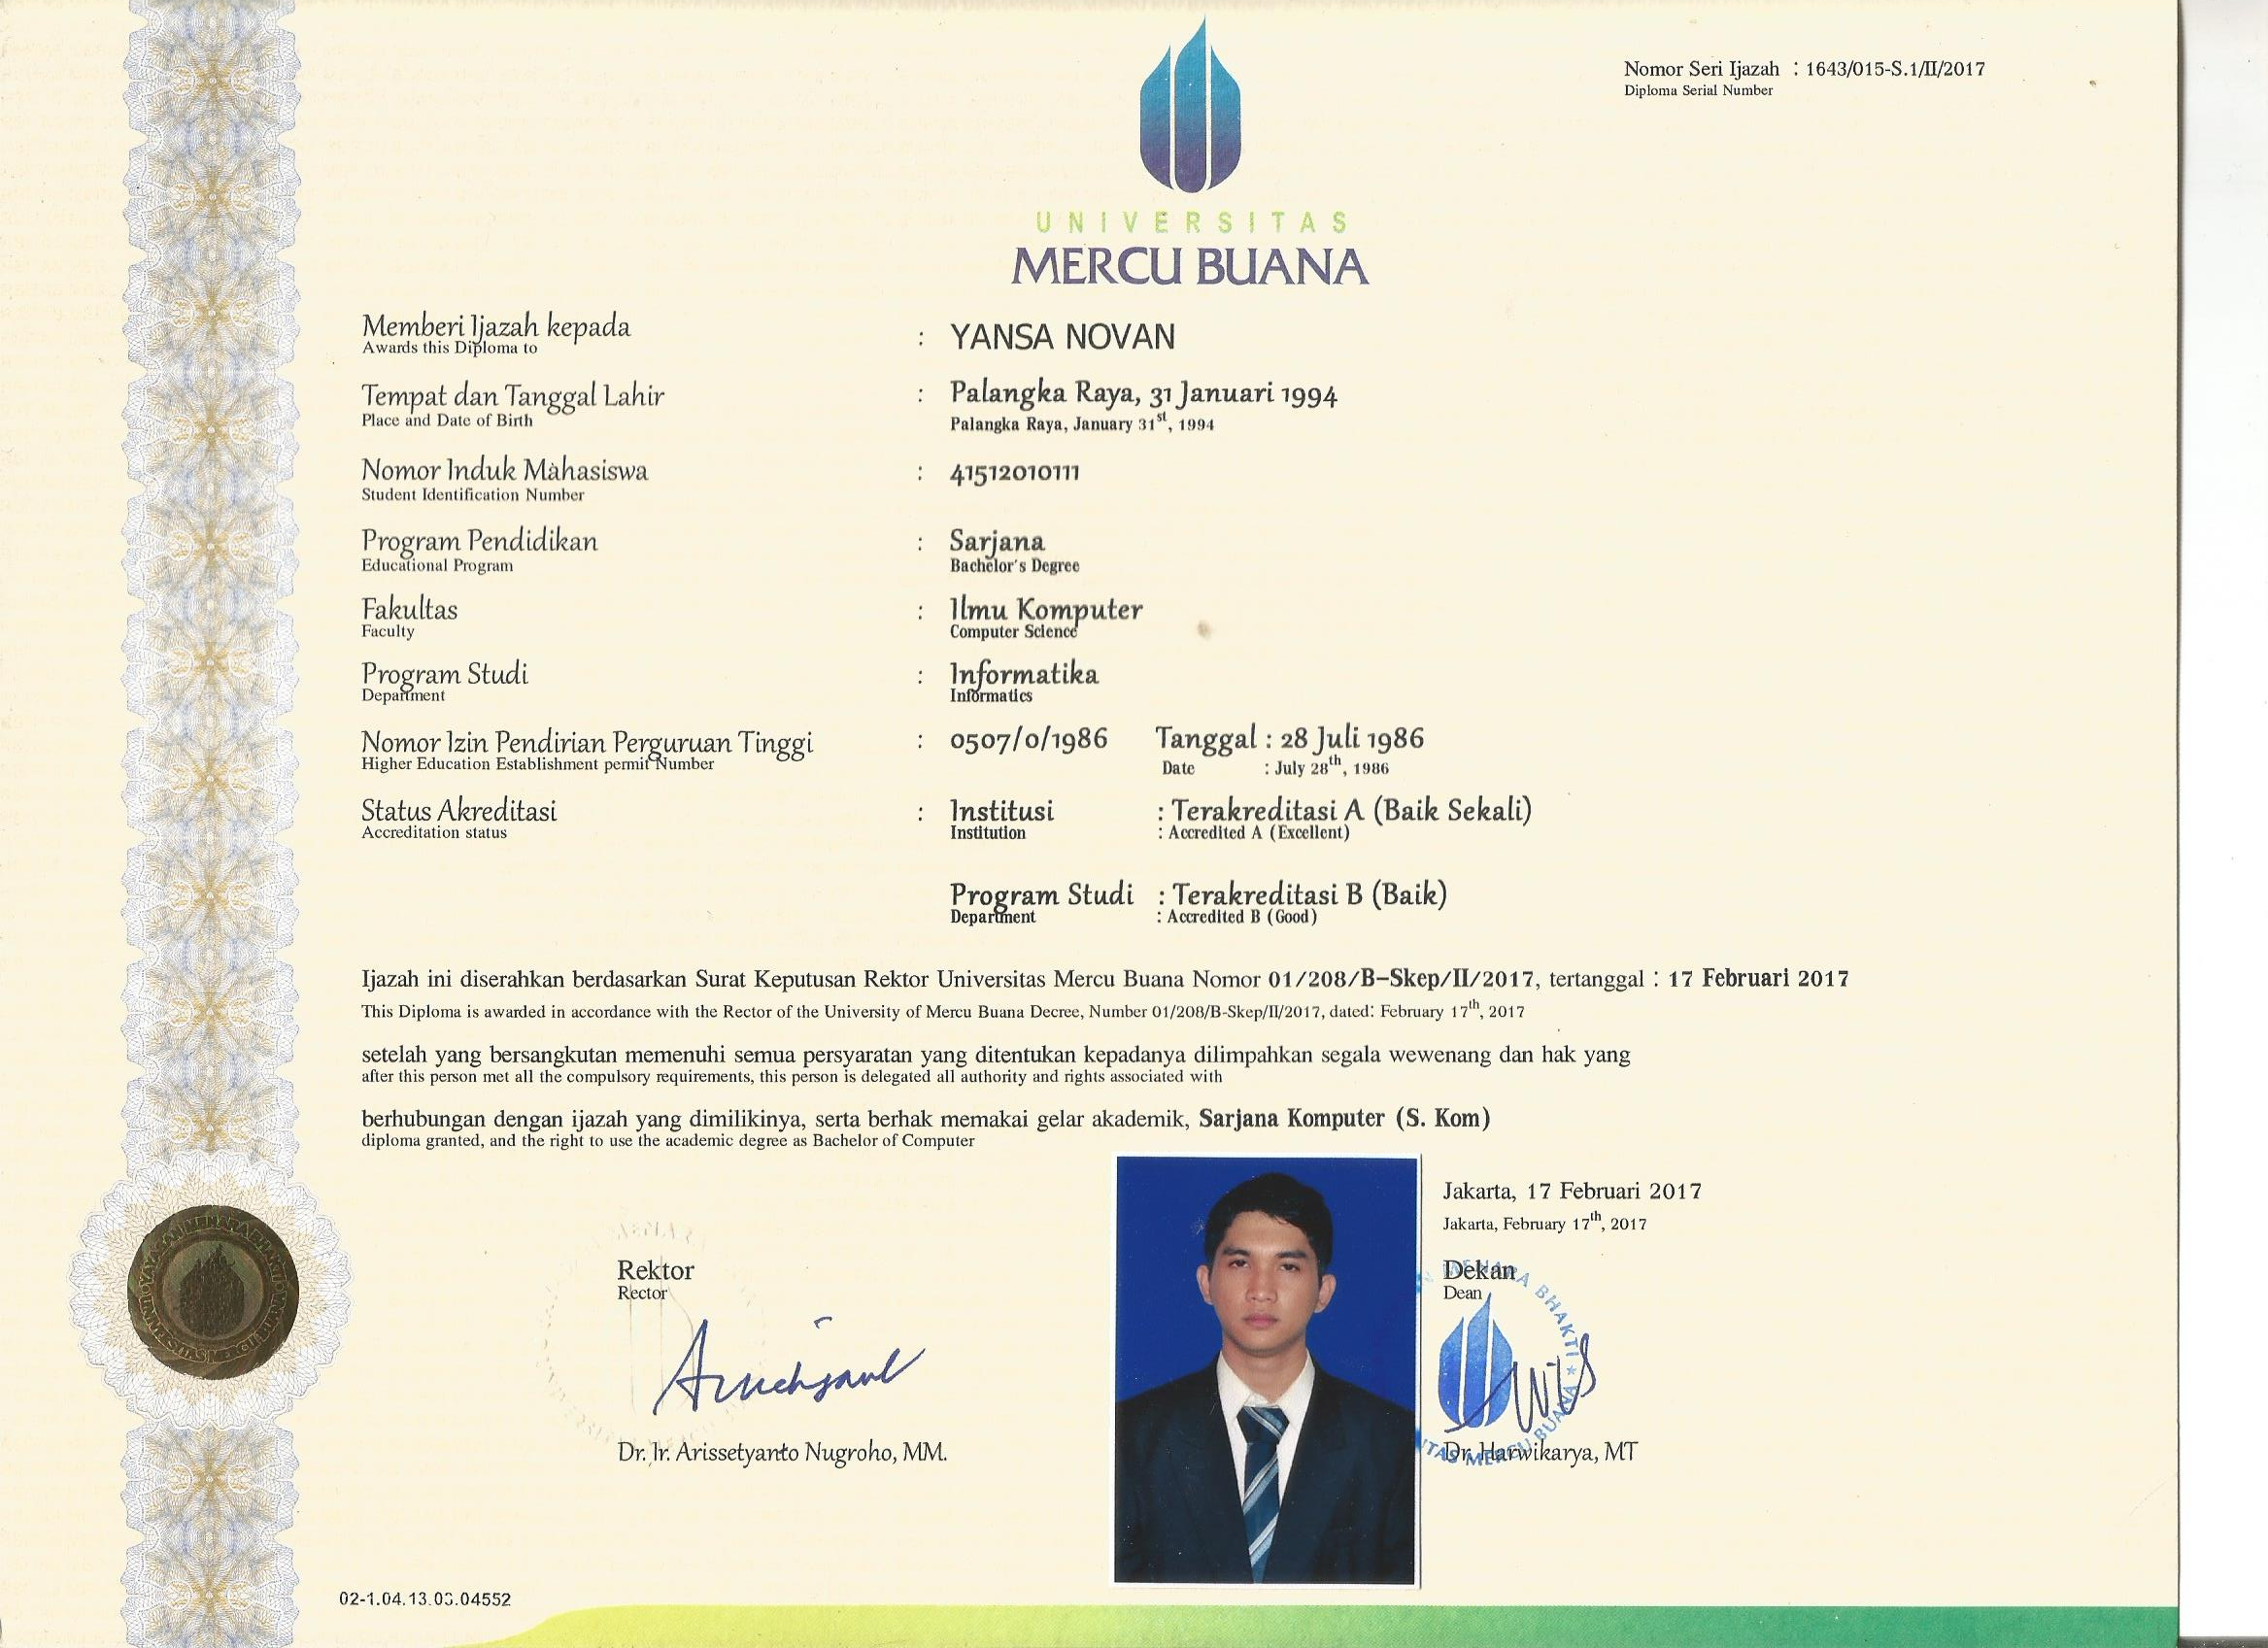 Nomor Seri Ijazah : 1643/015-S.1/II/2017
Diploma Serial Number
UNIVERSITAS
MERCU BUANA
Memberi Ijazah kepada : YANSA NOVAN
Awards this Diploma to
Tempat dan Tanggal Lahir : Palangka Raya, 31 Januari 1994
Place and Date of Birth Palangka Raya, January 31st, 1994
Nomor Induk Mahasiswa : 41512010111
Student Identification Number
Program Pendidikan : Sarjana
Educational Program Bachelor's Degree
Fakultas : Ilmu Komputer
Faculty Computer Science
Program Studi : Informatika
Department Informatics
Nomor Izin Pendirian Perguruan Tinggi : 0507/0/1986 Tanggal : 28 Juli 1986
Higher Education Establishment permit Number Date : July 28th, 1986
Status Akreditasi : Institusi : Terakreditasi A (Baik Sekali)
Accreditation status Institution : Accredited A (Excellent)
Program Studi : Terakreditasi B (Baik)
Department : Accredited B (Good)
Ijazah ini diserahkan berdasarkan Surat Keputusan Rektor Universitas Mercu Buana Nomor 01/208/B-Skep/II/2017, tertanggal : 17 Februari 2017
This Diploma is awarded in accordance with the Rector of the University of Mercu Buana Decree, Number 01/208/B-Skep/II/2017, dated: February 17th, 2017
setelah yang bersangkutan memenuhi semua persyaratan yang ditentukan kepadanya dilimpahkan segala wewenang dan hak yang
after this person met all the compulsory requirements, this person is delegated all authority and rights associated with
berhubungan dengan ijazah yang dimilikinya, serta berhak memakai gelar akademik, Sarjana Komputer (S. Kom)
diploma granted, and the right to use the academic degree as Bachelor of Computer
Jakarta, 17 Februari 2017
Jakarta, February 17th, 2017
Rektor
Rector
Dekan
Dean
MENARA BHAKTI *
MERCU BUANA
Dr. Ir. Arissetyanto Nugroho, MM.
Dr. Harwikarya, MT
02-1.04.13.03.04552